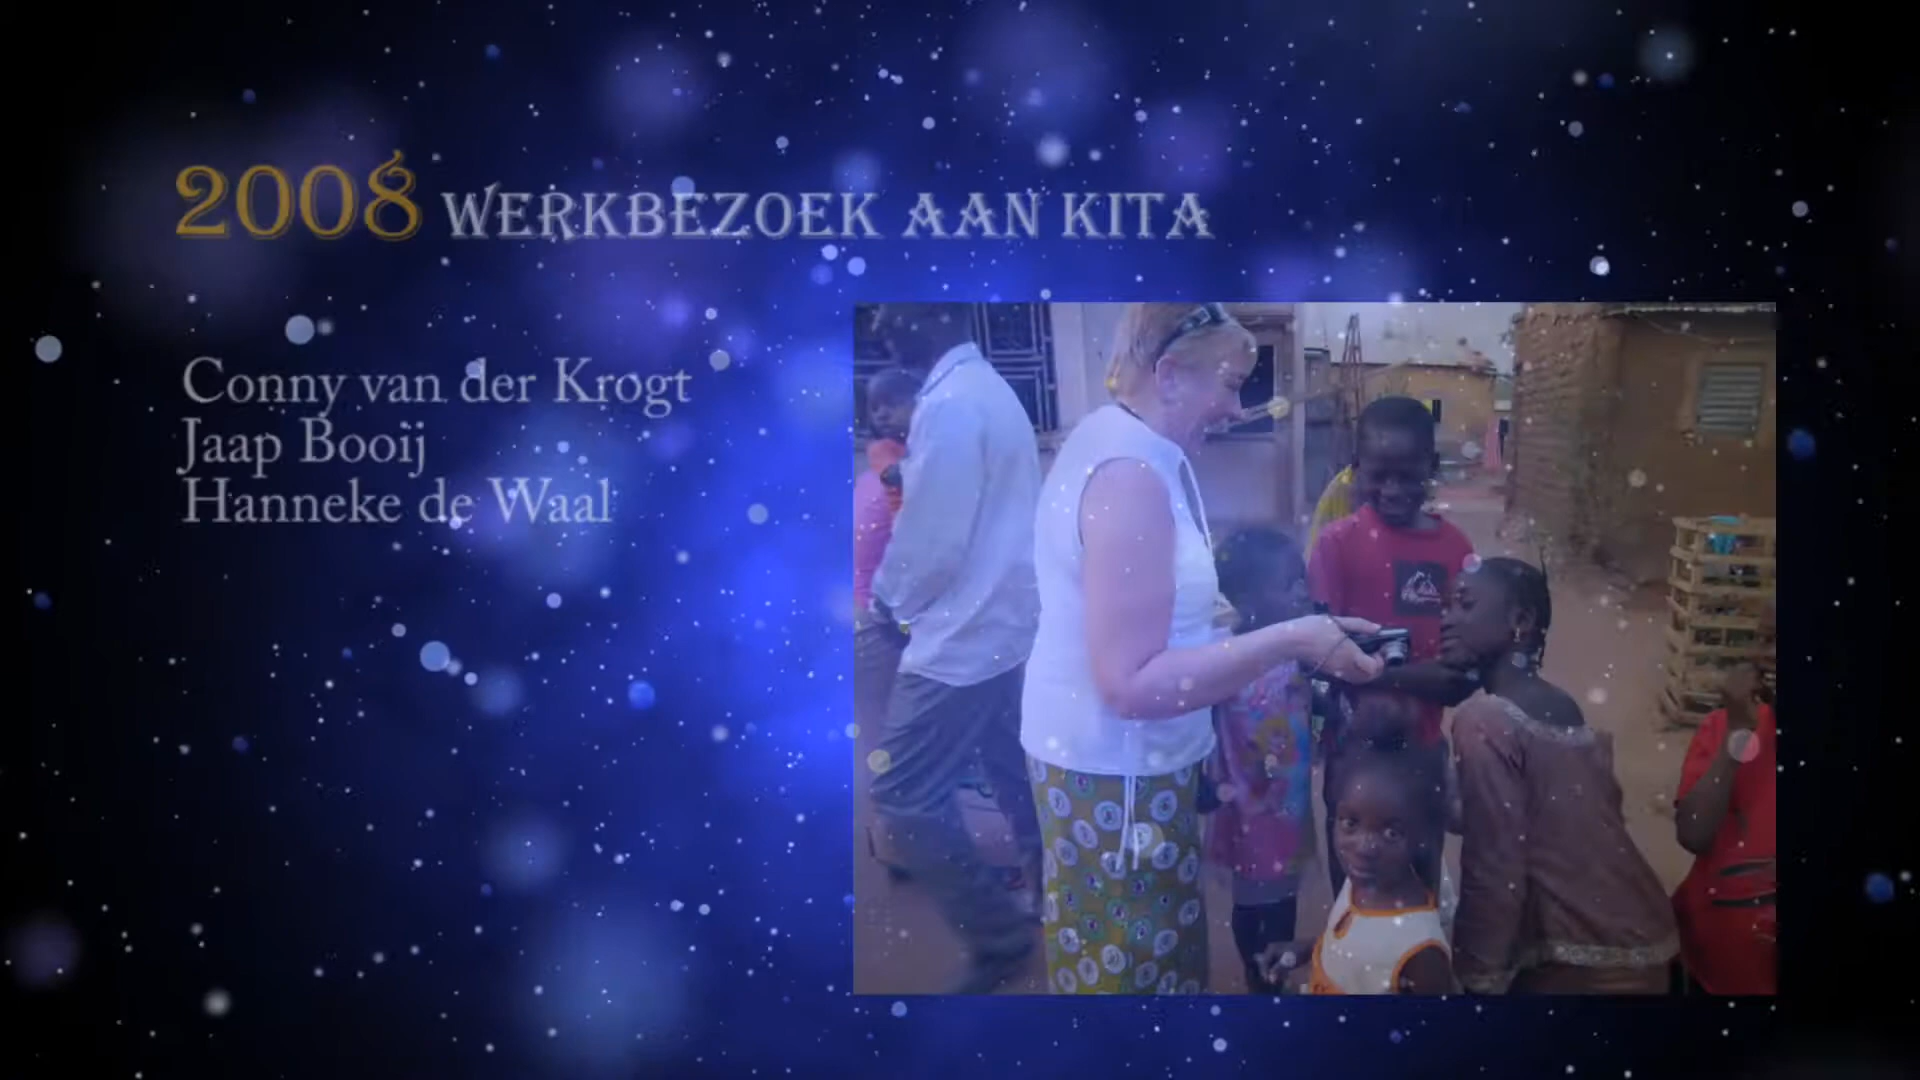 2008 WERKBEZOEK AAN KITA
Conny van der Krogt
Jaap Booij
Hanneke de Waal